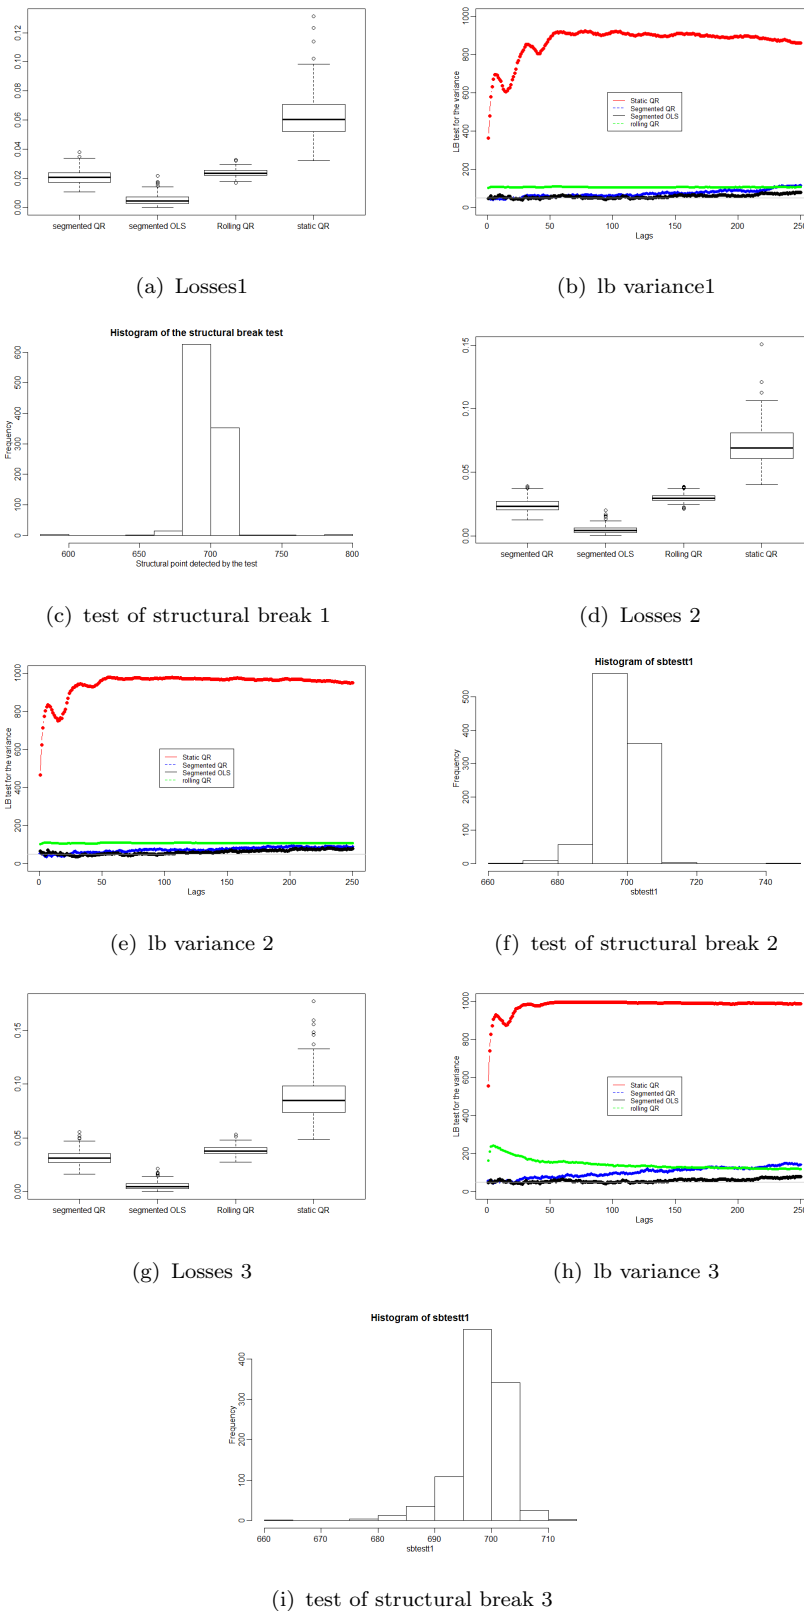 0.00 0.02 0.04 0.06 0.08 0.10 0.12
segmented QR segmented OLS Rolling QR static QR
(a) Losses1
LB test for the variance
0 200 400 600 800 1000
Static QR
Segmented QR
Segmented OLS
rolling QR
0 50 100 150 200 250
Lags
(b) lb variance1
Histogram of the structural break test
Frequency
0 100 200 300 400 500 600
600 650 700 750 800
Structural point detected by the test
(c) test of structural break 1
0.00 0.05 0.10 0.15
segmented QR segmented OLS Rolling QR static QR
(d) Losses 2
LB test for the variance
0 200 400 600 800 1000
Static QR
Segmented QR
Segmented OLS
rolling QR
0 50 100 150 200 250
Lags
(e) lb variance 2
Histogram of sbtestt1
Frequency
0 100 200 300 400 500
660 680 700 720 740
sbtestt1
(f) test of structural break 2
0.00 0.05 0.10 0.15
segmented QR segmented OLS Rolling QR static QR
(g) Losses 3
LB test for the variance
0 200 400 600 800 1000
Static QR
Segmented QR
Segmented OLS
rolling QR
0 50 100 150 200 250
Lags
(h) lb variance 3
Histogram of sbtestt1
Frequency
0 100 200 300 400
660 670 680 690 700 710
sbtestt1
(i) test of structural break 3